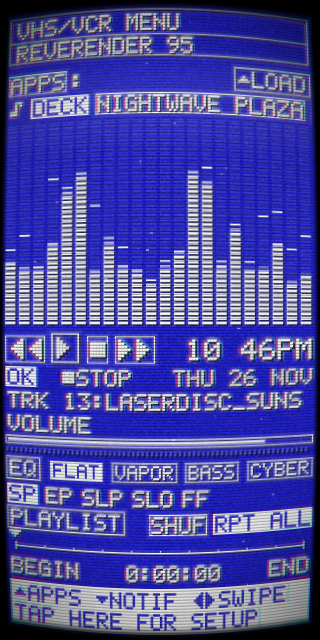 VHS/VCR MENU
REVERENDER 95
APPS:
LOAD
DECK NIGHTWAVE PLAZA
10 46PM
OK STOP THU 26 NOV
TRK 13:LASERDISC_SUNS
VOLUME
EQ FLAT VAPOR BASS CYBER
SP EP SLP SLO FF
PLAYLIST SHUF RPT ALL
BEGIN 0:00:00 END
APPS NOTIF SWIPE
TAP HERE FOR SETUP